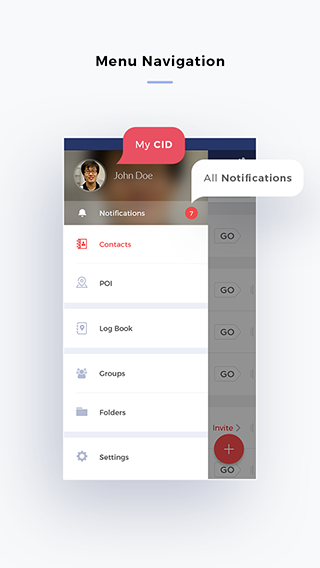 Menu Navigation
My CID
John Doe
All Notifications
Notifications
7
Contacts
GO
POI
GO
Log Book
GO
Groups
GO
Folders
Invite
Settings
GO